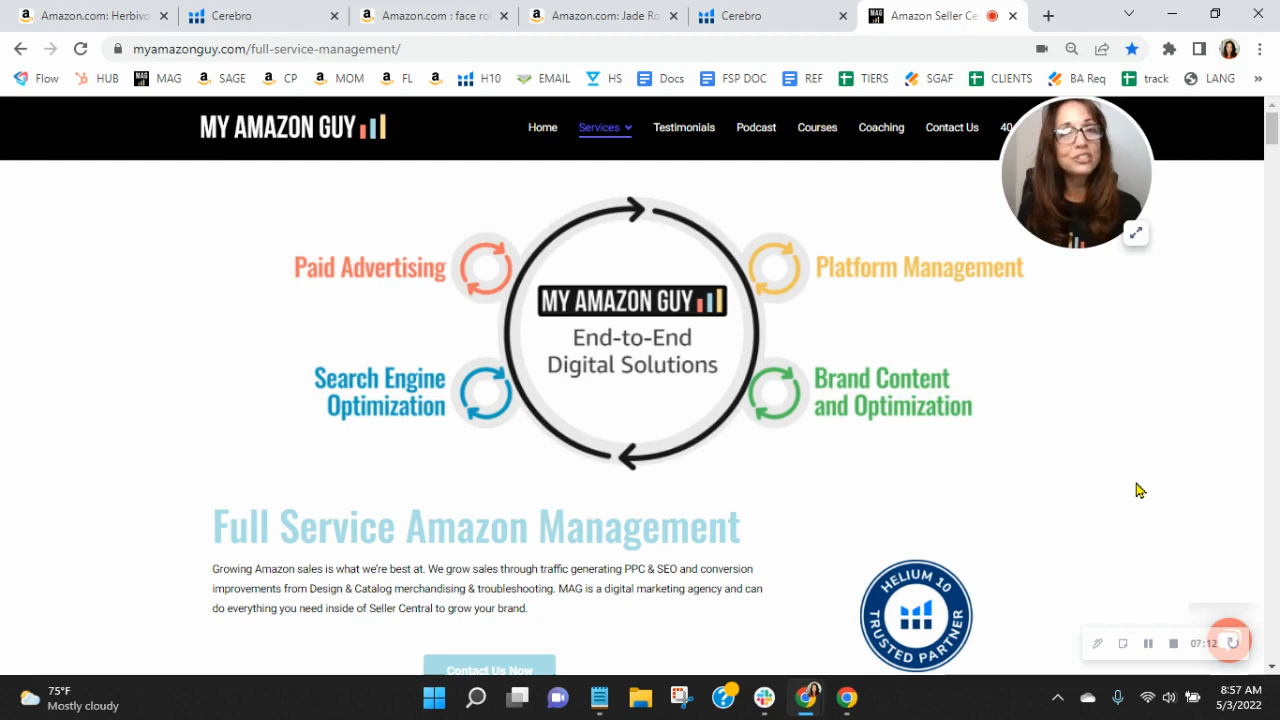 Amazon.com: Herbivo
Cerebro
Amazon.com : face ro
Amazon.com: Jade Ro
Cerebro
Amazon Seller Ce
myamazonguy.com/full-service-management/
Flow
HUB
MAG
SAGE
CP
MOM
FL
H10
EMAIL
HS
Docs
FSP DOC
REF
TIERS
SGAF
CLIENTS
BA Req
track
LANG
MY AMAZON GUY
Home
Services
Testimonials
Podcast
Courses
Coaching
Contact Us
40
Paid Advertising
Platform Management
MY AMAZON GUY
End-to-End
Digital Solutions
Search Engine
Optimization
Brand Content
and Optimization
Full Service Amazon Management
Growing Amazon sales is what we're best at. We grow sales through traffic generating PPC & SEO and conversion
improvements from Design & Catalog merchandising & troubleshooting. MAG is a digital marketing agency and can
do everything you need inside of Seller Central to grow your brand.
HELIUM 10
TRUSTED PARTNER
Contact Us Now
07:12
75°F
Mostly cloudy
8:57 AM
5/3/2022